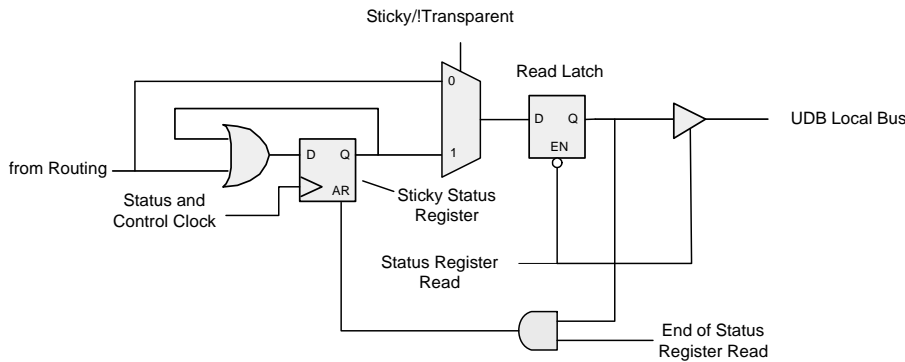 Sticky/!Transparent
0
Read Latch
D Q
EN
UDB Local Bus
from Routing
D Q
AR
1
Status and
Control Clock
Sticky Status
Register
Status Register
Read
End of Status
Register Read